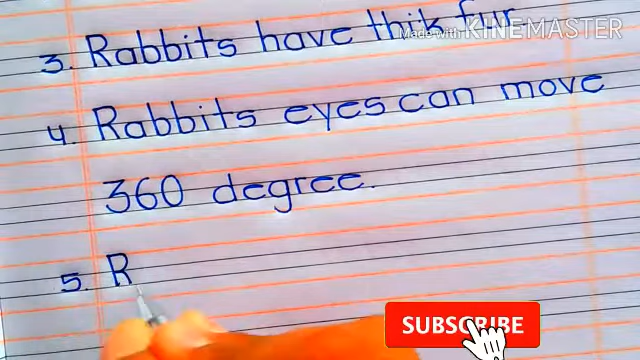 3. Rabbits have thik fur
Made with KINEMASTER
4. Rabbits eyes can move
360 degree.
5. R
SUBSCRIBE